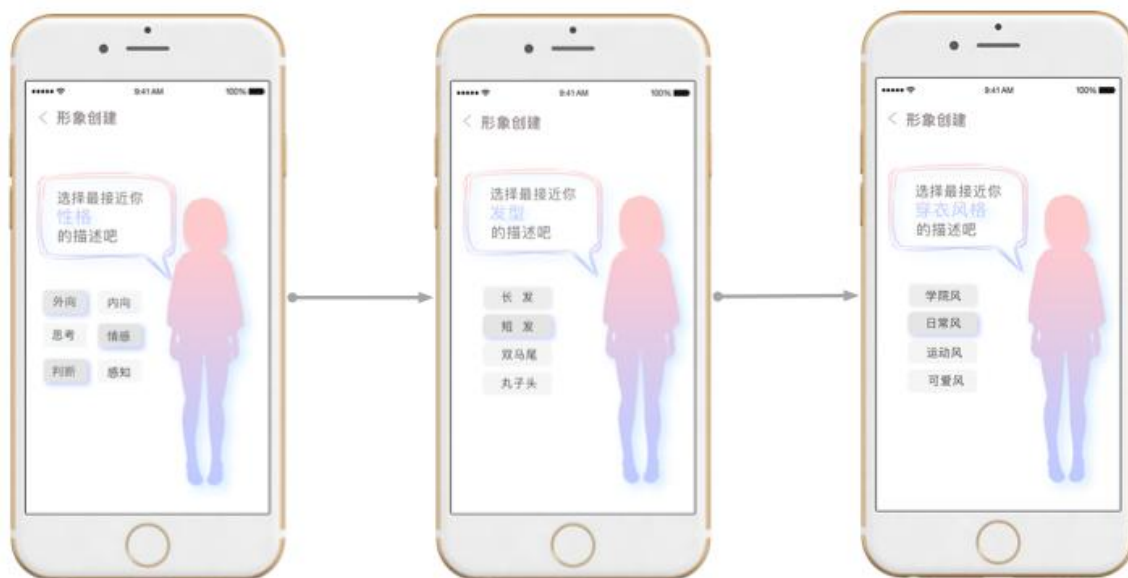 9:41 AM 100%
形象创建
选择最接近你
性格
的描述吧
外向 内向
思考 情感
判断 感知
9:41 AM 100%
形象创建
选择最接近你
发型
的描述吧
长 发
短 发
双马尾
丸子头
9:41 AM 100%
形象创建
选择最接近你
穿衣风格
的描述吧
学院风
日常风
运动风
可爱风